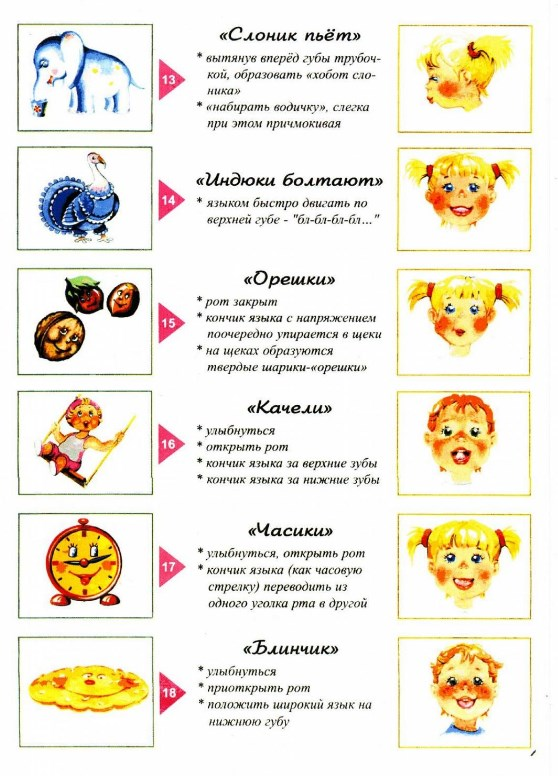 «Слоник пьёт»
13
* вытянув вперёд губы трубоч-
кой, образовать «хобот сло-
ника»
* «набирать водичку», слегка
при этом причмокивая
«Индюки болтают»
14
* языком быстро двигать по
верхней губе - "бл-бл-бл-бл..."
«Орешки»
15
* рот закрыт
* кончик языка с напряжением
поочередно упирается в щеки
* на щеках образуются
твердые шарики-«орешки»
«Качели»
16
* улыбнуться
* открыть рот
* кончик языка за верхние зубы
* кончик языка за нижние зубы
«Часики»
17
* улыбнуться, открыть рот
* кончик языка (как часовую
стрелку) переводить из
одного уголка рта в другой
«Блинчик»
18
* улыбнуться
* приоткрыть рот
* положить широкий язык на
нижнюю губу